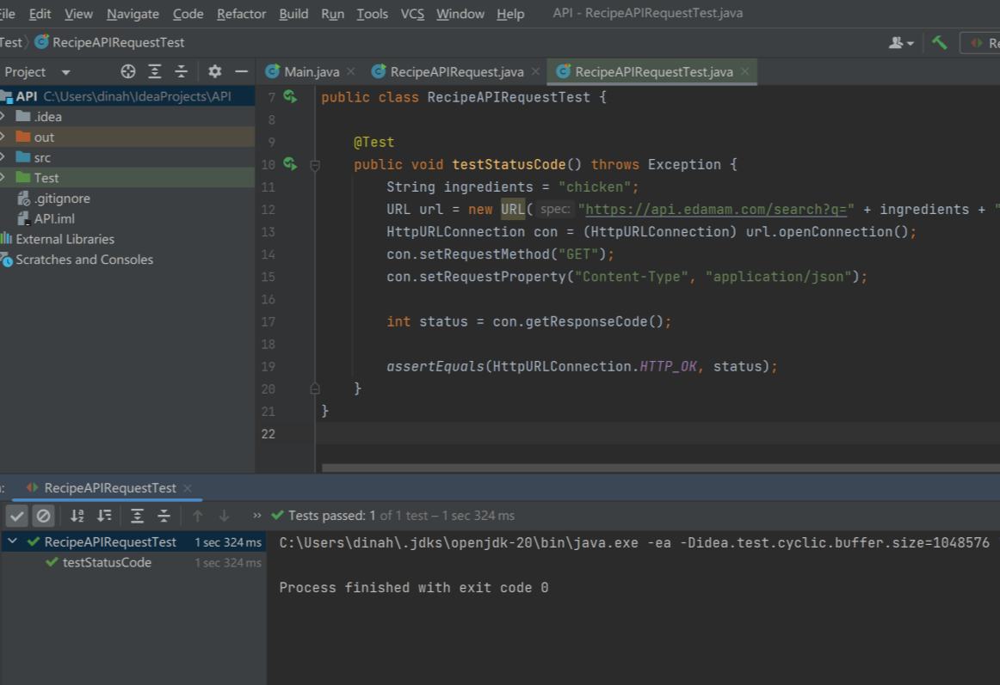 File Edit View Navigate Code Refactor Build Run Tools VCS Window Help API - RecipeAPIRequestTest.java
Test RecipeAPIRequestTest Re
Project Main.java RecipeAPIRequest.java RecipeAPIRequestTest.java
API C:\Users\dinah\IdeaProjects\API
.idea
out
src
Test
.gitignore
API.iml
External Libraries
Scratches and Consoles
7 public class RecipeAPIRequestTest {
8
9 @Test
10 public void testStatusCode() throws Exception {
11 String ingredients = "chicken";
12 URL url = new URL( spec: "https://api.edamam.com/search?q=" + ingredients + "
13 HttpURLConnection con = (HttpURLConnection) url.openConnection();
14 con.setRequestMethod("GET");
15 con.setRequestProperty("Content-Type", "application/json");
16
17 int status = con.getResponseCode();
18
19 assertEquals(HttpURLConnection.HTTP_OK, status);
20 }
21 }
22
: RecipeAPIRequestTest
Tests passed: 1 of 1 test – 1 sec 324 ms
RecipeAPIRequestTest 1 sec 324 ms
testStatusCode 1 sec 324 ms
C:\Users\dinah\.jdks\openjdk-20\bin\java.exe -ea -Didea.test.cyclic.buffer.size=1048576
Process finished with exit code 0